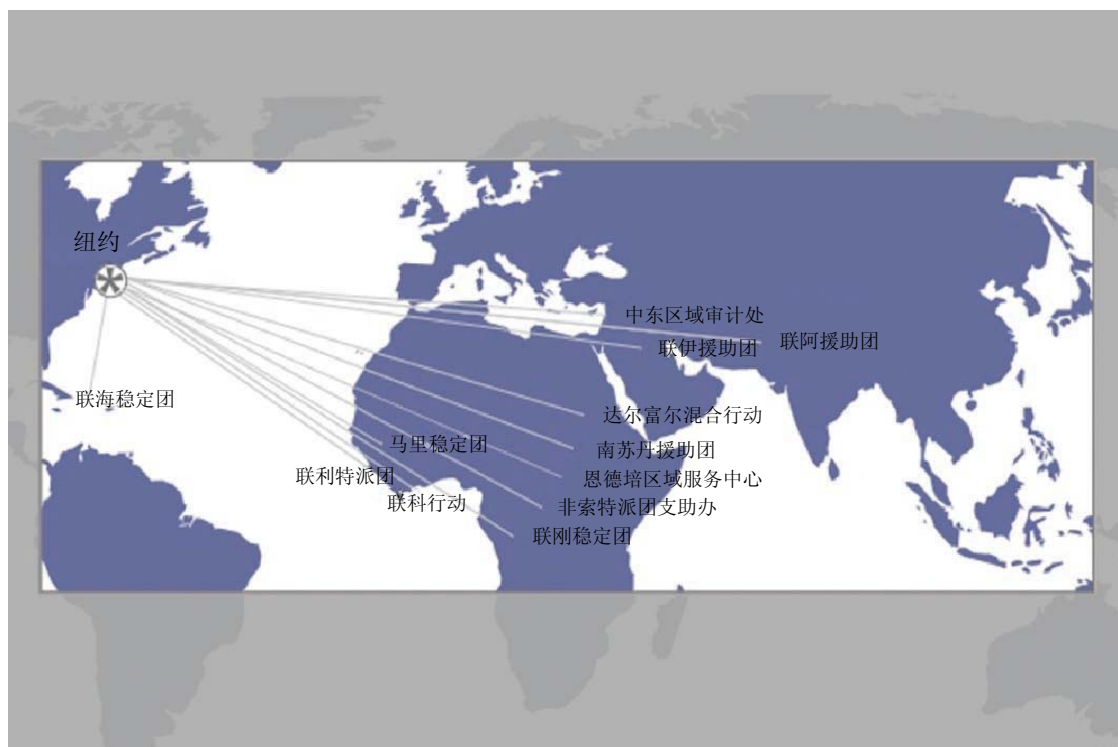 纽约
中东区域审计处
联阿援助团
联伊援助团
联海稳定团
达尔富尔混合行动
马里稳定团
南苏丹援助团
联利特派团
恩德培区域服务中心
联科行动
非索特派团支助办
联刚稳定团